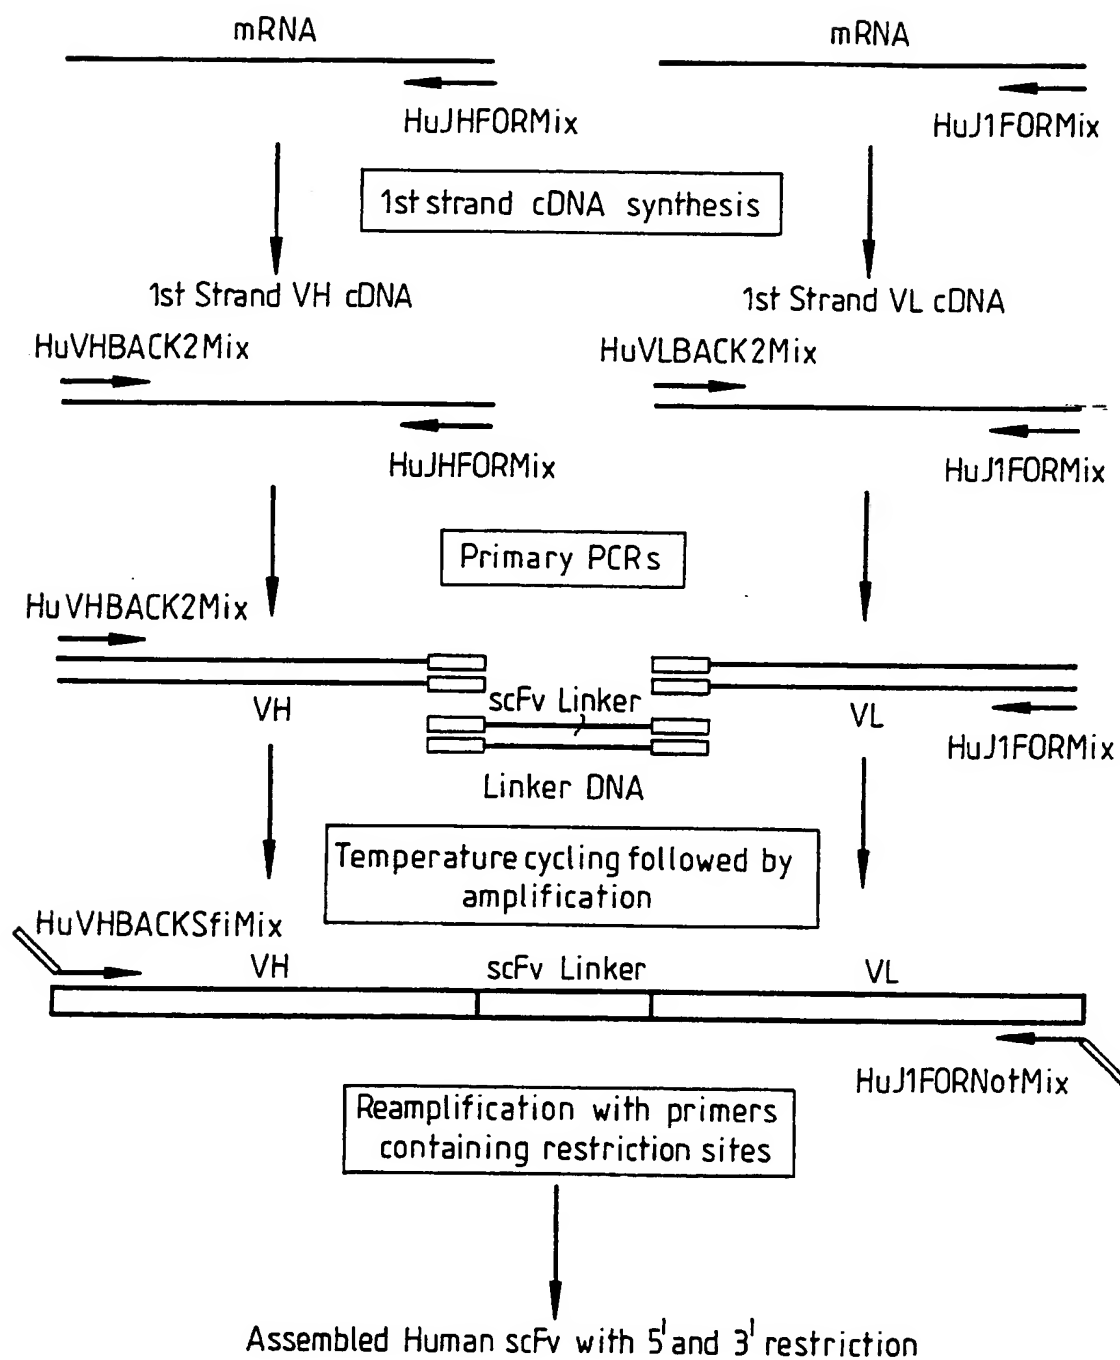 mRNA
mRNA
HuJHFORMix
HuJ1FORMix
1st strand cDNA synthesis
1st Strand VH cDNA
1st Strand VL cDNA
HuVHBACK2Mix
HuVLBACK2Mix
HuJHFORMix
HuJ1FORMix
Primary PCRs
HuVHBACK2Mix
VH
scFv Linker
VL
HuJ1FORMix
Linker DNA
Temperature cycling followed by
amplification
HuVHBACKSfiMix
VH
scFv Linker
VL
HuJ1FORNotMix
Reamplification with primers
containing restriction sites
Assembled Human scFv with 5' and 3' restriction